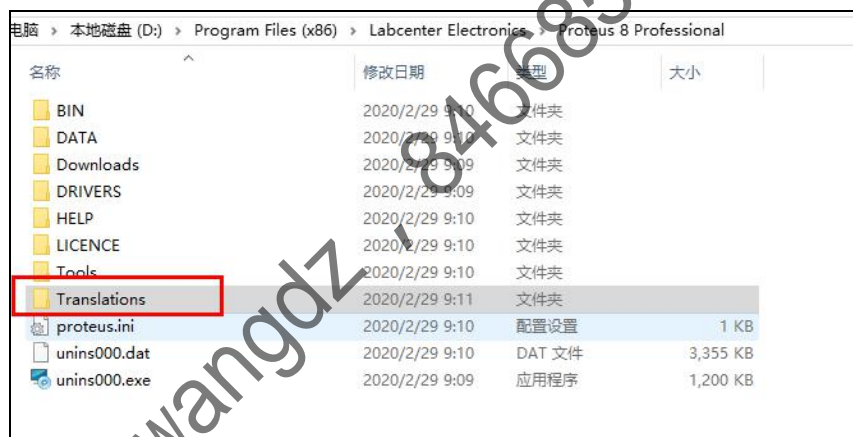 电脑 › 本地磁盘 (D:) › Program Files (x86) › Labcenter Electronics › Proteus 8 Professional
名称 修改日期 类型 大小
BIN 2020/2/29 9:10 文件夹
DATA 2020/2/29 9:10 文件夹
Downloads 2020/2/29 9:09 文件夹
DRIVERS 2020/2/29 9:09 文件夹
HELP 2020/2/29 9:10 文件夹
LICENCE 2020/2/29 9:10 文件夹
Tools 2020/2/29 9:10 文件夹
Translations 2020/2/29 9:11 文件夹
proteus.ini 2020/2/29 9:10 配置设置 1 KB
unins000.dat 2020/2/29 9:10 DAT 文件 3,355 KB
unins000.exe 2020/2/29 9:09 应用程序 1,200 KB
wangdz , 84668